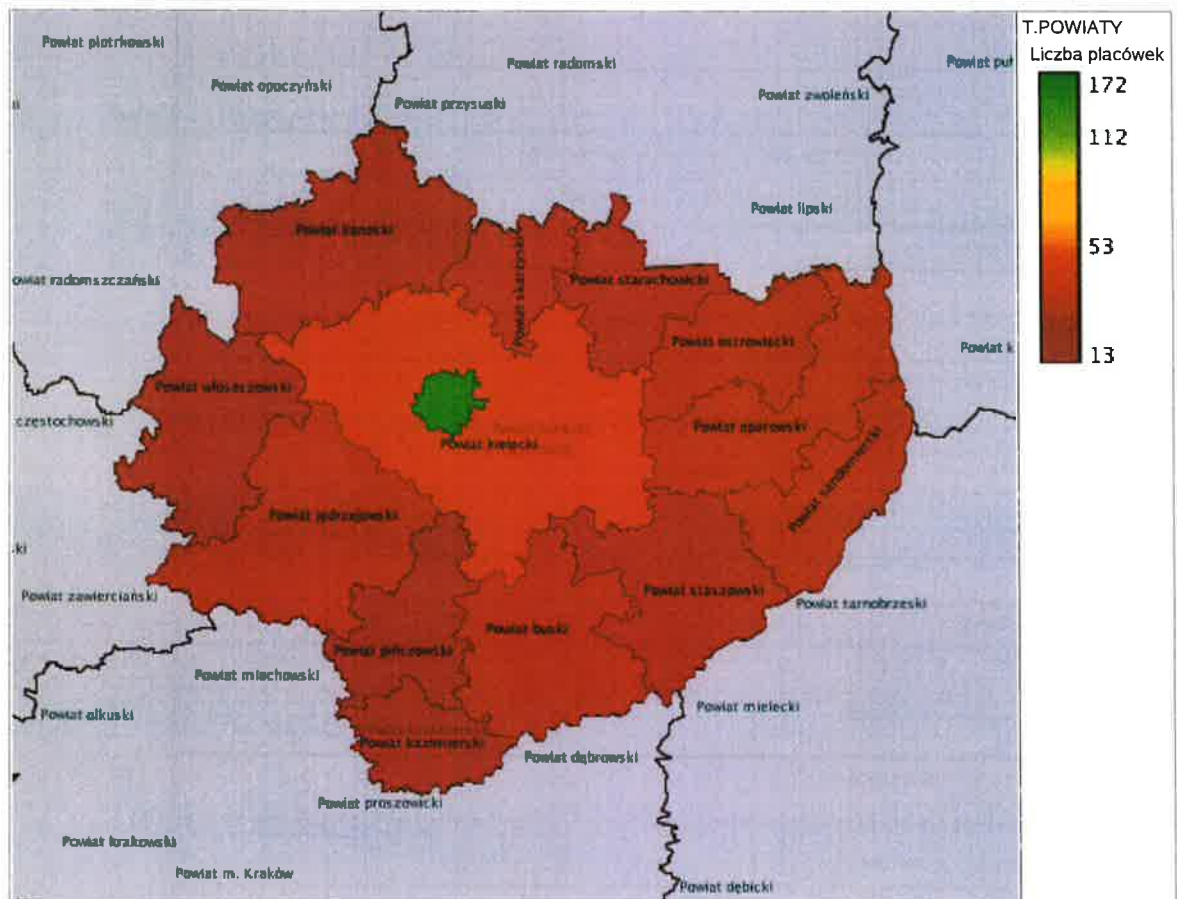 T.POWIATY
Liczba placówek
172
112
53
13
Powiat piotrkowski
Powiat opoczyński
Powiat radomski
Powiat przysuski
Powiat zwoleński
Powiat
Powiat lipski
Powiat konecki
Powiat skarżyski
Powiat starachowicki
owiat radomszczański
Powiat ostrowiecki
Powiat k
Powiat włoszczowski
częstochowski
Powiat kielecki
Powiat opatowski
Powiat sandomierski
Powiat jędrzejowski
ki
Powiat zawierciański
Powiat staszowski
Powiat tarnobrzeski
Powiat buski
Powiat pińczowski
Powiat miechowski
Powiat olkuski
Powiat mielecki
Powiat kazimierski
Powiat dąbrowski
Powiat proszowicki
Powiat krakowski
Powiat m. Kraków
Powiat dębicki